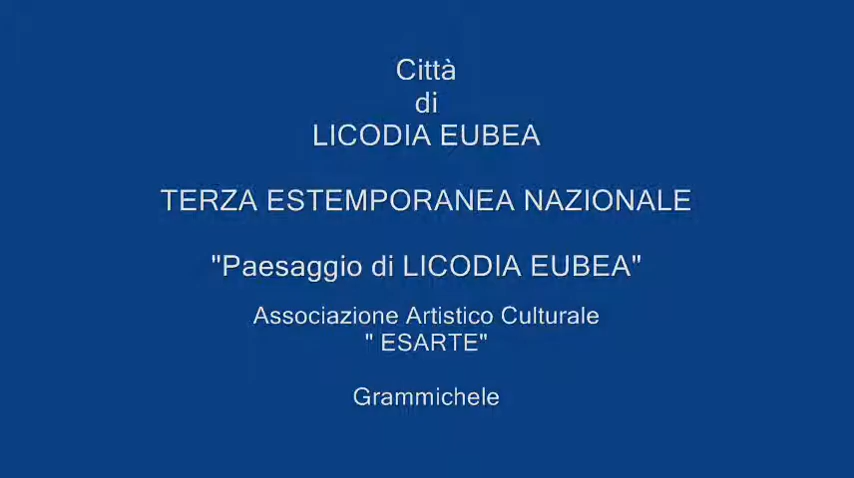 Città
di
LICODIA EUBEA
TERZA ESTEMPORANEA NAZIONALE
"Paesaggio di LICODIA EUBEA"
Associazione Artistico Culturale
" ESARTE"
Grammichele